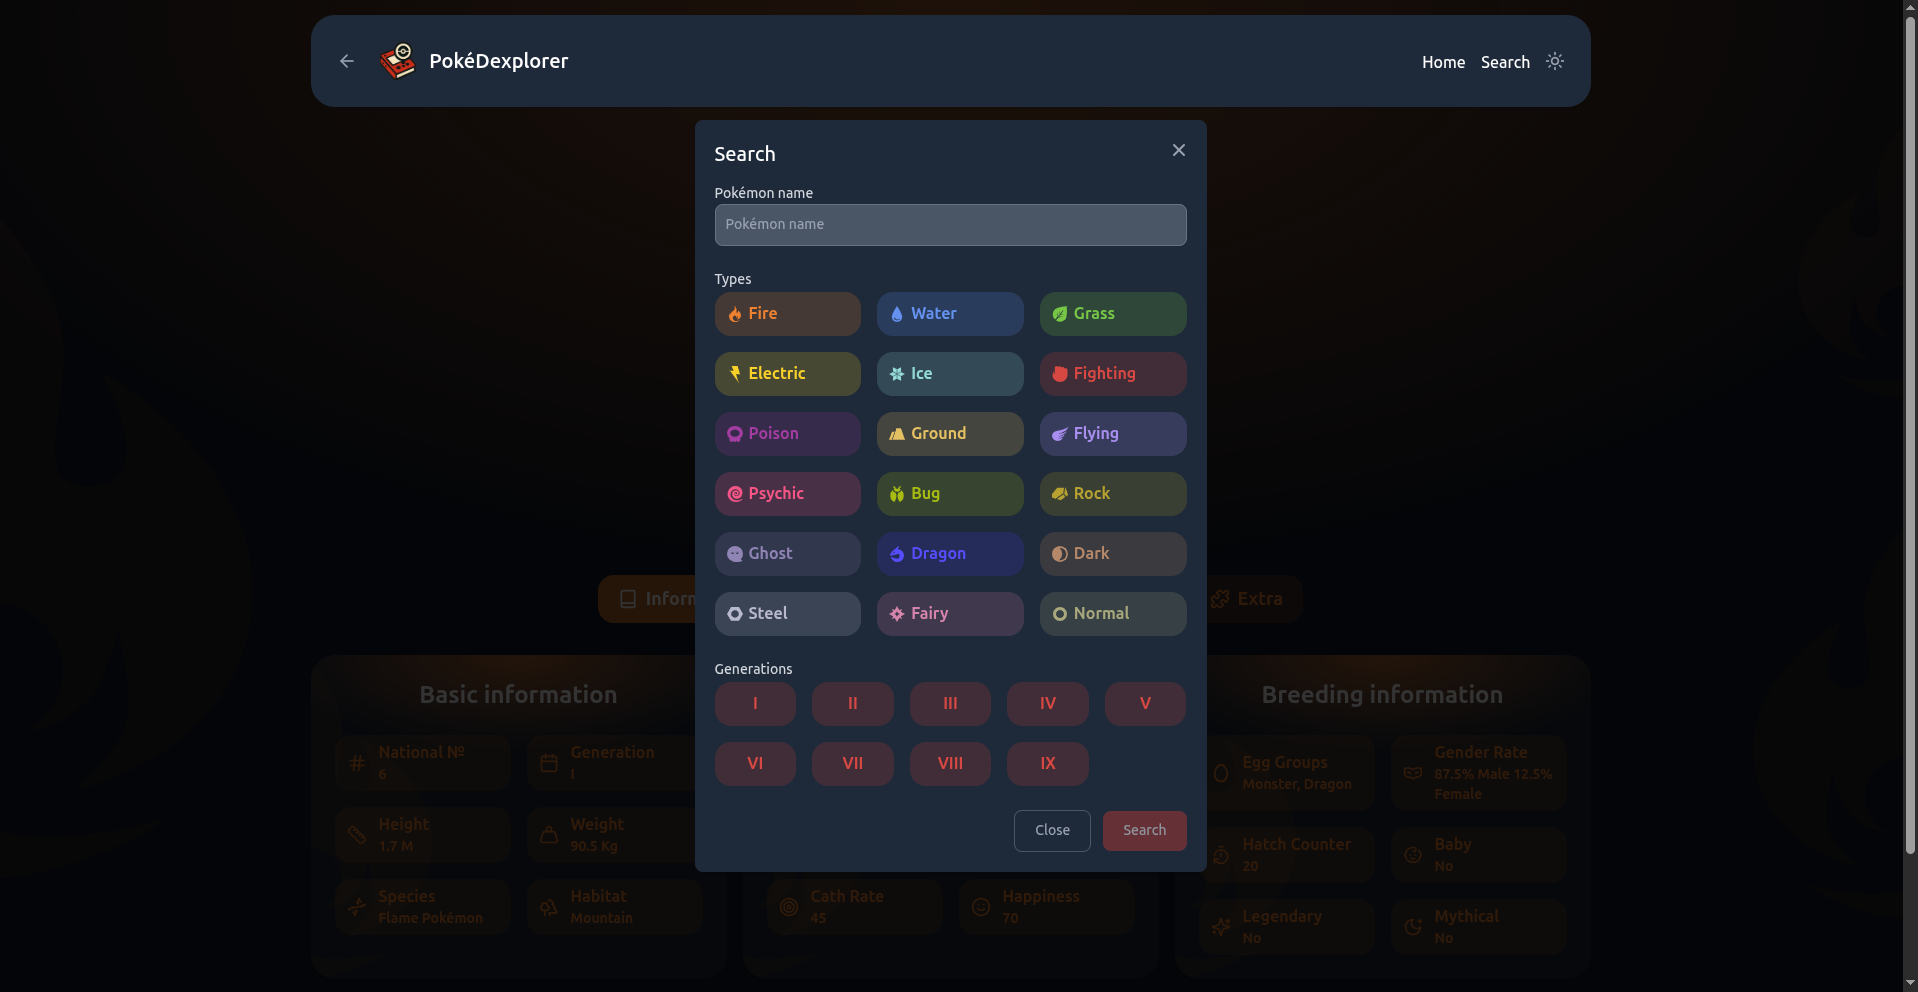 PokéDexplorer
Home Search
Search
Pokémon name
Pokémon name
Types
Fire Water Grass
Electric Ice Fighting
Poison Ground Flying
Psychic Bug Rock
Ghost Dragon Dark
Steel Fairy Normal
Generations
I II III IV V
VI VII VIII IX
Close Search
Inform
Extra
Basic information
National №
6
Generation
I
Height
1.7 M
Weight
90.5 Kg
Species
Flame Pokémon
Habitat
Mountain
Cath Rate
45
Happiness
70
Breeding information
Egg Groups
Monster, Dragon
Gender Rate
87.5% Male 12.5%
Female
Hatch Counter
20
Baby
No
Legendary
No
Mythical
No